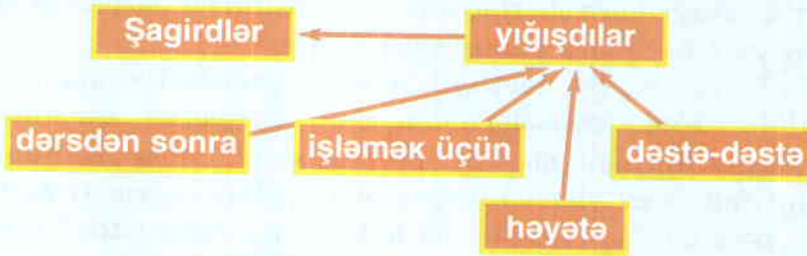 Şagirdlər yığışdılar
dərsdən sonra işləmək üçün dəstə-dəstə
həyətə